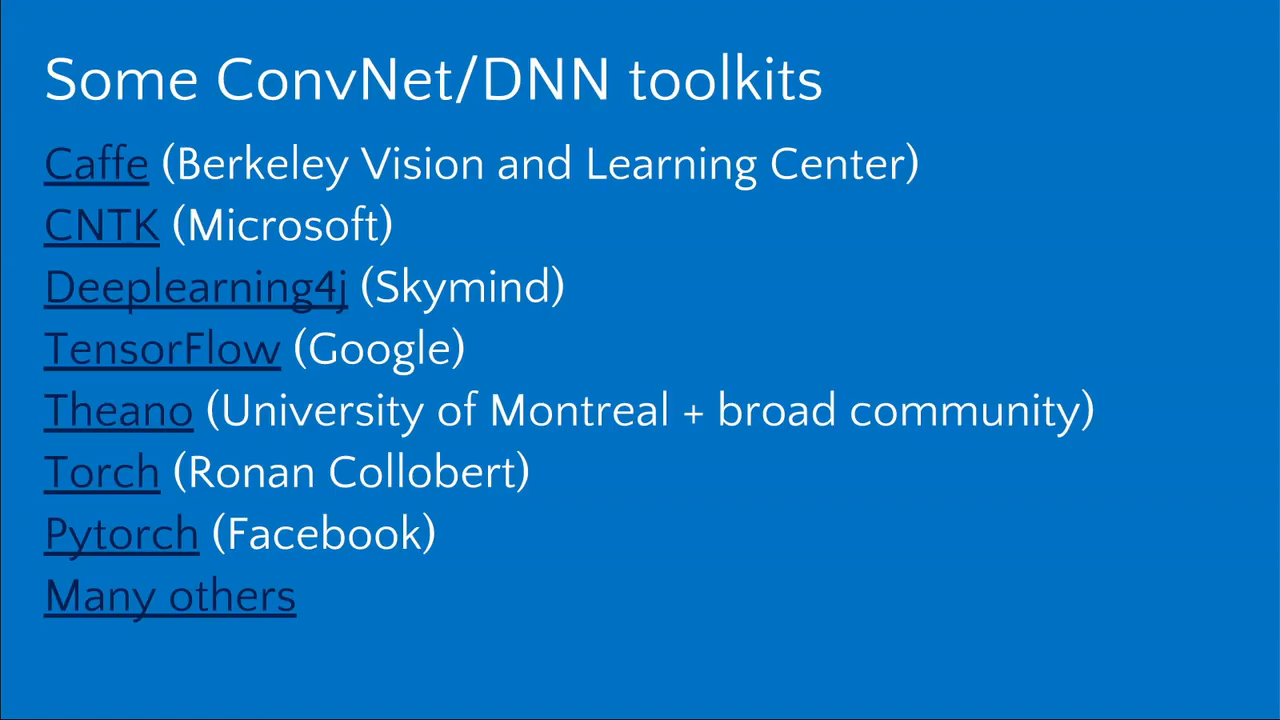 Some ConvNet/DNN toolkits
Caffe (Berkeley Vision and Learning Center)
CNTK (Microsoft)
Deeplearning4j (Skymind)
TensorFlow (Google)
Theano (University of Montreal + broad community)
Torch (Ronan Collobert)
Pytorch (Facebook)
Many others